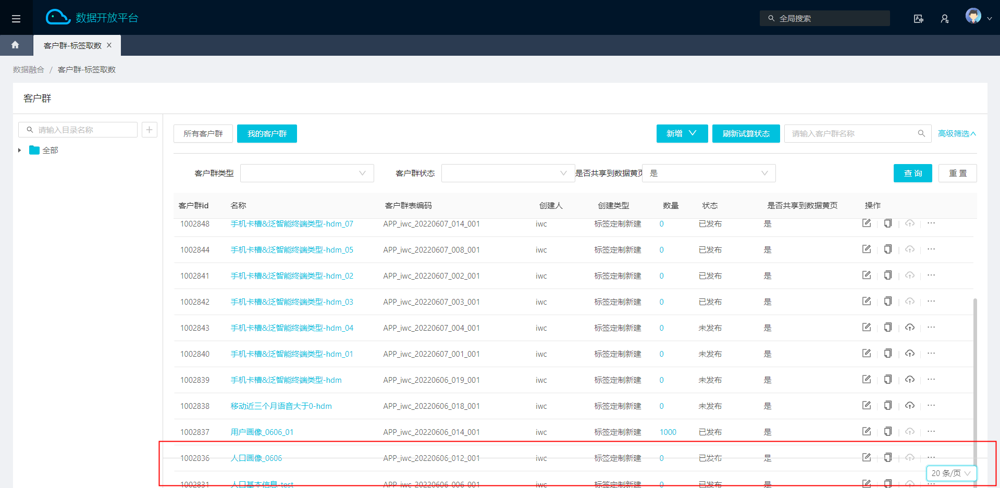 数据开放平台
全局搜索
客户群-标签取数 X
数据融合 / 客户群-标签取数
客户群
请输入目录名称 +
全部
所有客户群 我的客户群 新增 刷新试算状态 请输入客户群名称 高级筛选
客户群类型 客户群状态 是否共享到数据黄页 是 查 询 重 置
客户群id 名称 客户群表编码 创建人 创建类型 数量 状态 是否共享到数据黄页 操作
1002848 手机卡槽&泛智能终端类型-hdm_07 APP_iwc_20220607_014_001 iwc 标签定制新建 0 已发布 是 ...
1002844 手机卡槽&泛智能终端类型-hdm_05 APP_iwc_20220607_008_001 iwc 标签定制新建 0 已发布 是 ...
1002841 手机卡槽&泛智能终端类型-hdm_02 APP_iwc_20220607_002_001 iwc 标签定制新建 0 已发布 是 ...
1002842 手机卡槽&泛智能终端类型-hdm_03 APP_iwc_20220607_003_001 iwc 标签定制新建 0 已发布 是 ...
1002843 手机卡槽&泛智能终端类型-hdm_04 APP_iwc_20220607_004_001 iwc 标签定制新建 0 未发布 是 ...
1002840 手机卡槽&泛智能终端类型-hdm_01 APP_iwc_20220607_001_001 iwc 标签定制新建 0 未发布 是 ...
1002839 手机卡槽&泛智能终端类型-hdm APP_iwc_20220606_019_001 iwc 标签定制新建 0 未发布 是 ...
1002838 移动近三个月语音大于0-hdm APP_iwc_20220606_018_001 iwc 标签定制新建 0 未发布 是 ...
1002837 用户画像_0606_01 APP_iwc_20220606_014_001 iwc 标签定制新建 1000 已发布 是 ...
1002836 人口画像_0606 APP_iwc_20220606_012_001 iwc 标签定制新建 0 已发布 是 ...
20 条/页
1002831 人口基本信息-test APP_iwc_20220606_006_001 iwc 标签定制新建 0 已发布 是 ...